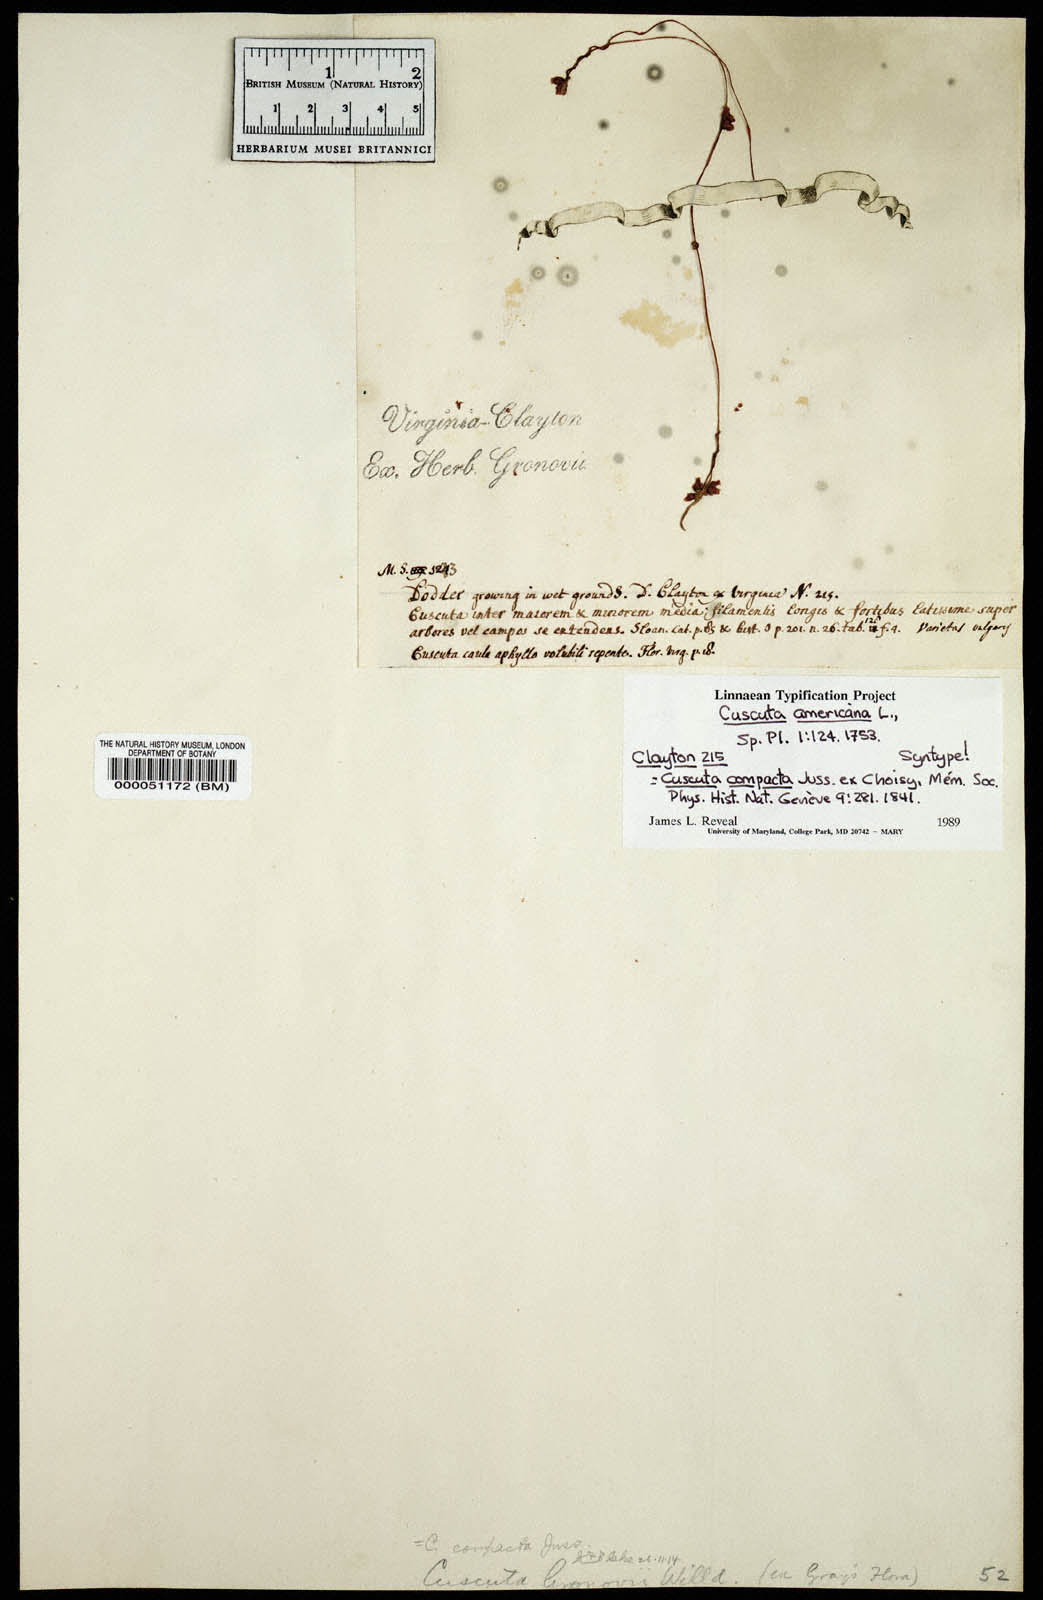 1 2
BRITISH MUSEUM (NATURAL HISTORY)
1 2 3 4 5
HERBARIUM MUSEI BRITANNICI
Virginia - Clayton
Ex. Herb. Gronovii
M. S. 1243
Dodder growing in wet grounds. D. Clayton ex Virginia N. 215.
Cuscuta inter maiorem & minorem media, filamentis longis & fortibus latissime super
arbores vel campos se extendens. Sloan. Cat. p. 85 & hist. p. 201. n. 26. tab. 128 f. 4. Varietas vulgaris
Cuscuta caule aphyllo volubili repente. Flor. Virg. p. 18.
Linnaean Typification Project
Cuscuta americana L.,
Sp. Pl. 1:124. 1753.
Clayton 215 Syntype!
= Cuscuta compacta Juss. ex Choisy, Mém. Soc.
Phys. Hist. Nat. Genève 9:281. 1841.
James L. Reveal 1989
University of Maryland, College Park, MD 20742 – MARY
THE NATURAL HISTORY MUSEUM, LONDON
DEPARTMENT OF BOTANY
000051172 (BM)
= C. compacta Juss.
Cuscuta Gronovii Willd. (ex Gray's Flora) 52